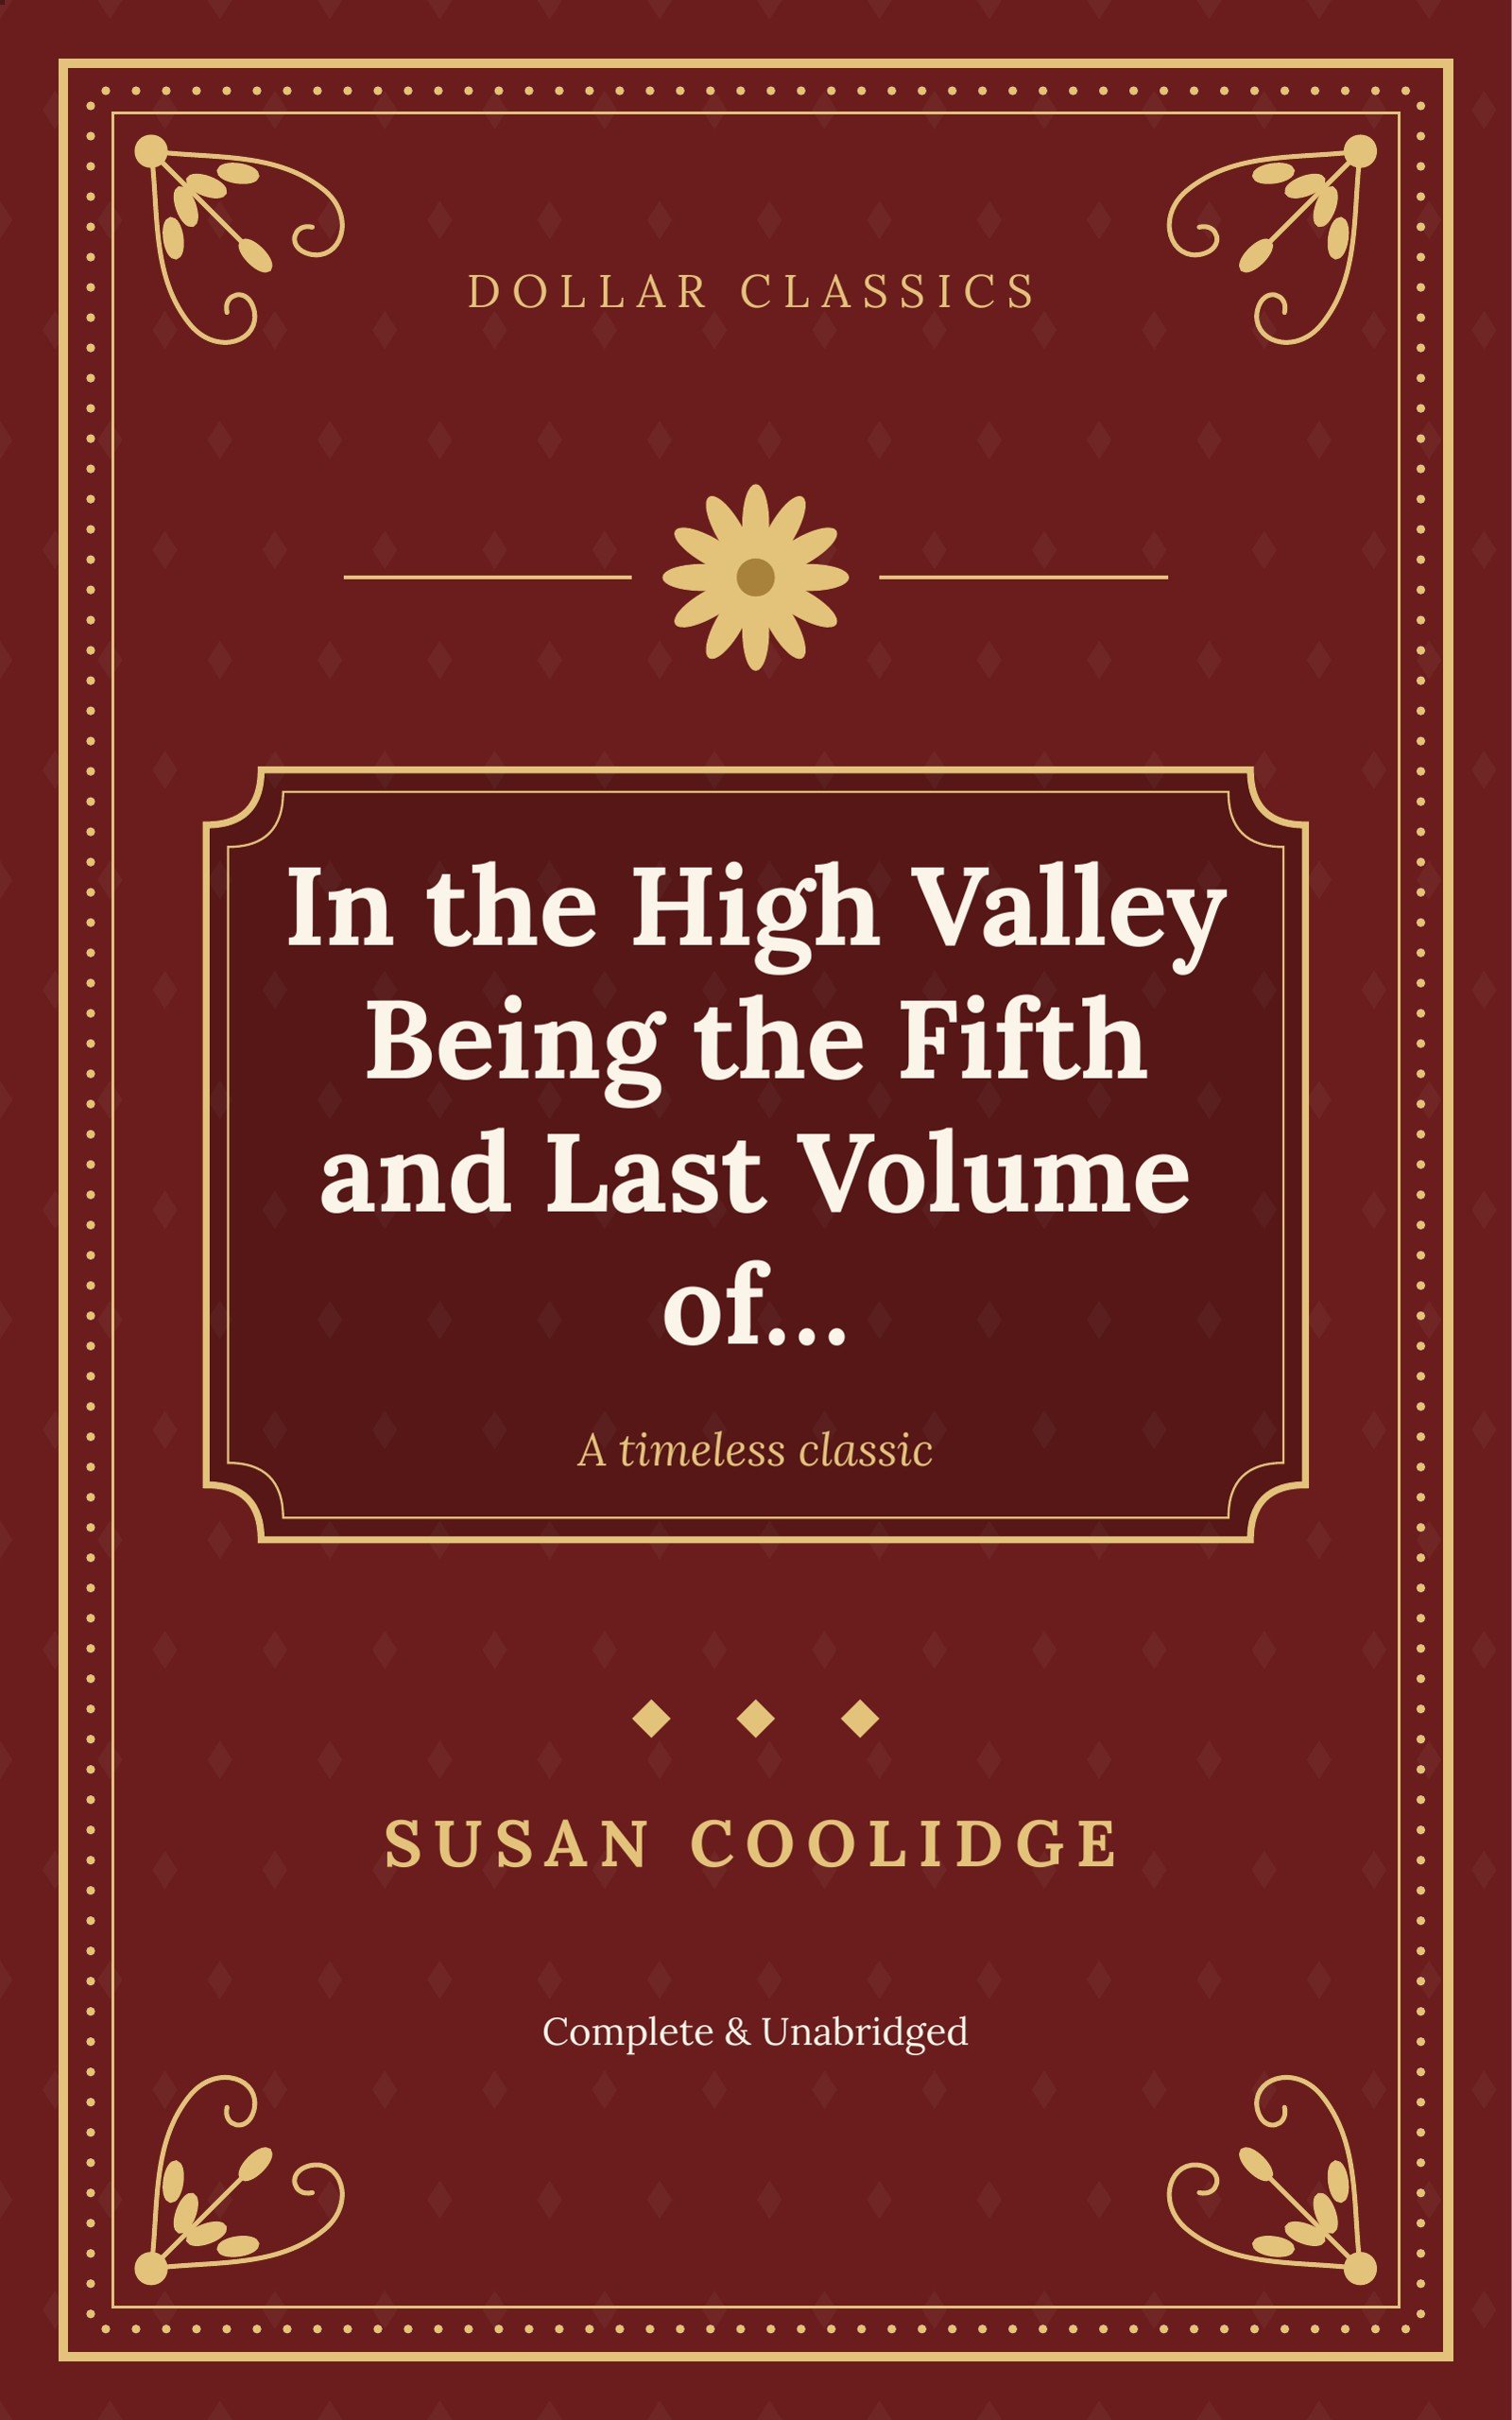 DOLLAR CLASSICS
In the High Valley
Being the Fifth
and Last Volume
of...
A timeless classic
SUSAN COOLIDGE
Complete & Unabridged